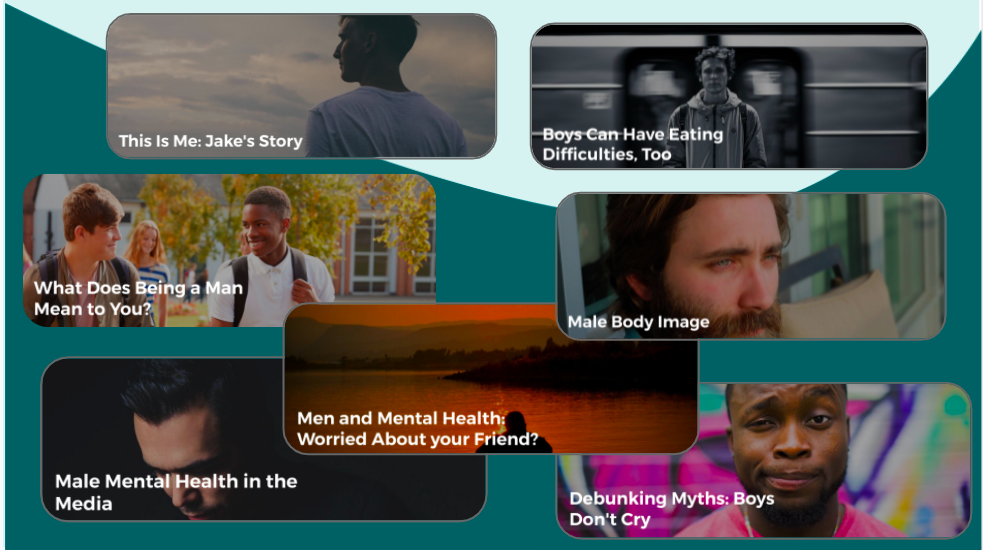 This Is Me: Jake's Story
Boys Can Have Eating
Difficulties, Too
What Does Being a Man
Mean to You?
Male Body Image
Men and Mental Health:
Worried About your Friend?
Male Mental Health in the
Media
Debunking Myths: Boys
Don't Cry